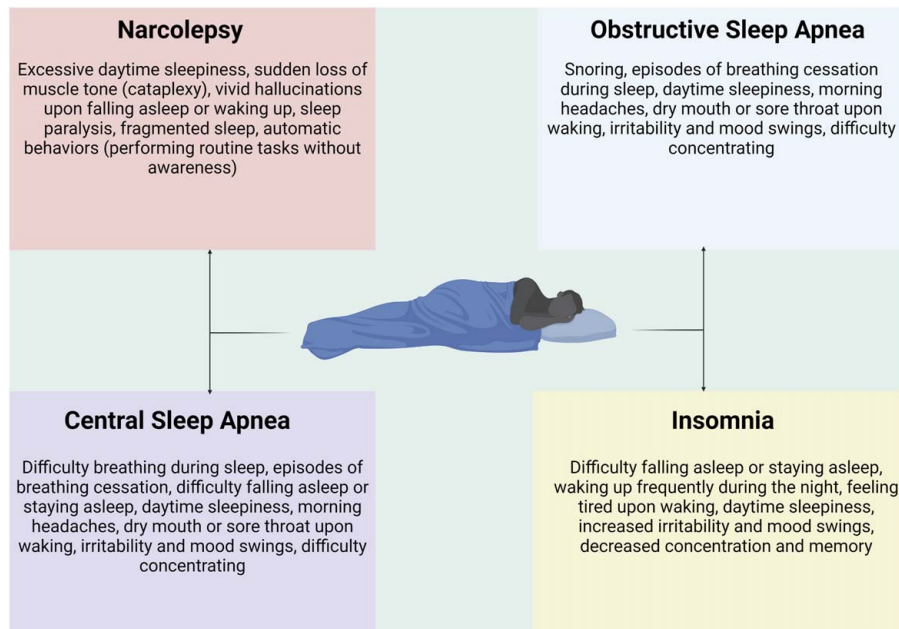 Narcolepsy
Excessive daytime sleepiness, sudden loss of
muscle tone (cataplexy), vivid hallucinations
upon falling asleep or waking up, sleep
paralysis, fragmented sleep, automatic
behaviors (performing routine tasks without
awareness)
Obstructive Sleep Apnea
Snoring, episodes of breathing cessation
during sleep, daytime sleepiness, morning
headaches, dry mouth or sore throat upon
waking, irritability and mood swings, difficulty
concentrating
Central Sleep Apnea
Difficulty breathing during sleep, episodes of
breathing cessation, difficulty falling asleep or
staying asleep, daytime sleepiness, morning
headaches, dry mouth or sore throat upon
waking, irritability and mood swings, difficulty
concentrating
Insomnia
Difficulty falling asleep or staying asleep,
waking up frequently during the night, feeling
tired upon waking, daytime sleepiness,
increased irritability and mood swings,
decreased concentration and memory